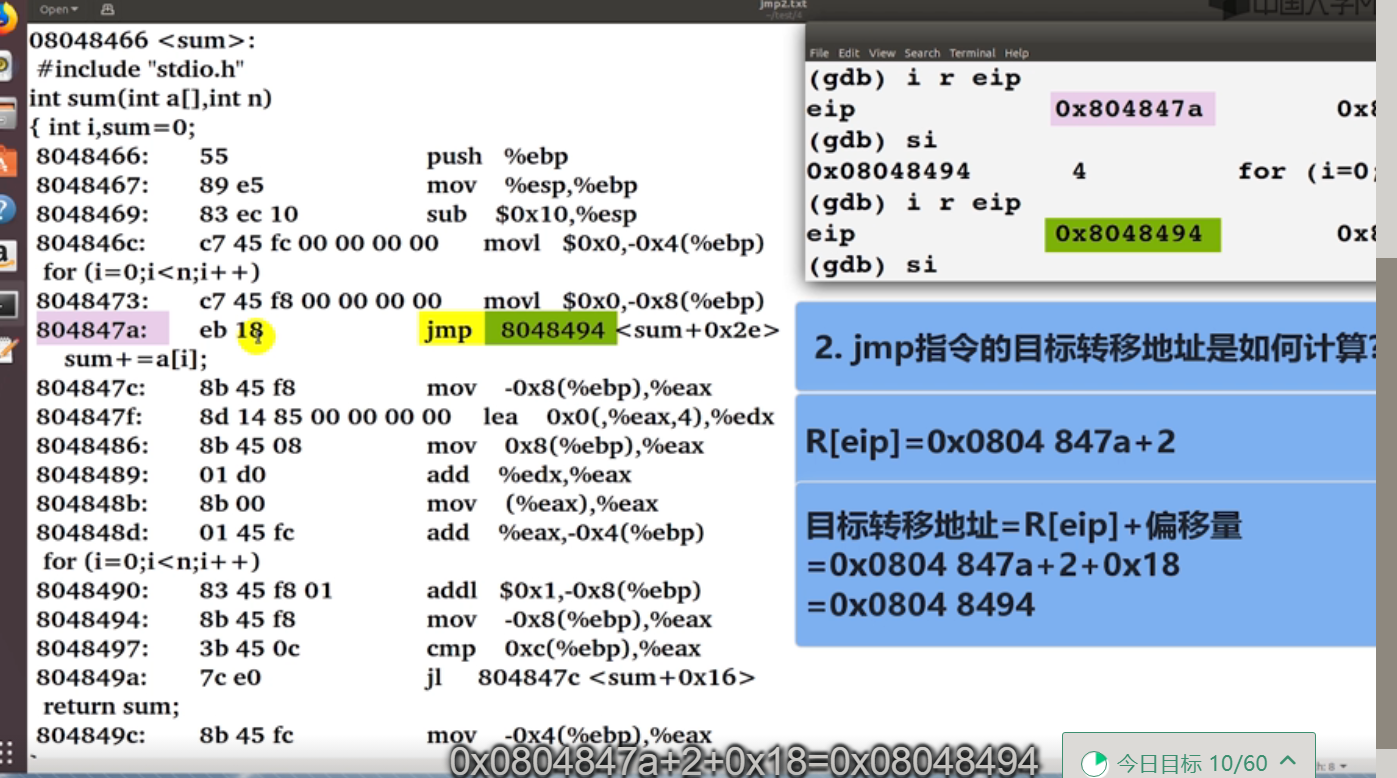 Open
jmp2.txt
~/test/4
08048466 <sum>:
#include "stdio.h"
int sum(int a[],int n)
{ int i,sum=0;
8048466: 55 push %ebp
8048467: 89 e5 mov %esp,%ebp
8048469: 83 ec 10 sub $0x10,%esp
804846c: c7 45 fc 00 00 00 00 movl $0x0,-0x4(%ebp)
for (i=0;i<n;i++)
8048473: c7 45 f8 00 00 00 00 movl $0x0,-0x8(%ebp)
804847a: eb 18 jmp 8048494 <sum+0x2e>
sum+=a[i];
804847c: 8b 45 f8 mov -0x8(%ebp),%eax
804847f: 8d 14 85 00 00 00 00 lea 0x0(,%eax,4),%edx
8048486: 8b 45 08 mov 0x8(%ebp),%eax
8048489: 01 d0 add %edx,%eax
804848b: 8b 00 mov (%eax),%eax
804848d: 01 45 fc add %eax,-0x4(%ebp)
for (i=0;i<n;i++)
8048490: 83 45 f8 01 addl $0x1,-0x8(%ebp)
8048494: 8b 45 f8 mov -0x8(%ebp),%eax
8048497: 3b 45 0c cmp 0xc(%ebp),%eax
804849a: 7c e0 jl 804847c <sum+0x16>
return sum;
804849c: 8b 45 fc mov -0x4(%ebp),%eax
File Edit View Search Terminal Help
(gdb) i r eip
eip 0x804847a 0x8
(gdb) si
0x08048494 4 for (i=0;
(gdb) i r eip
eip 0x8048494 0x8
(gdb) si
2. jmp指令的目标转移地址是如何计算?
R[eip]=0x0804 847a+2
目标转移地址=R[eip]+偏移量
=0x0804 847a+2+0x18
=0x0804 8494
0x0804847a+2+0x18=0x08048494
今日目标 10/60